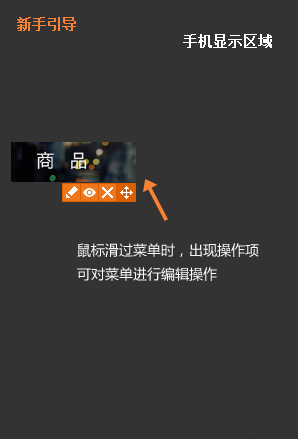 新手引导
手机显示区域
商 品
鼠标滑过菜单时，出现操作项
可对菜单进行编辑操作